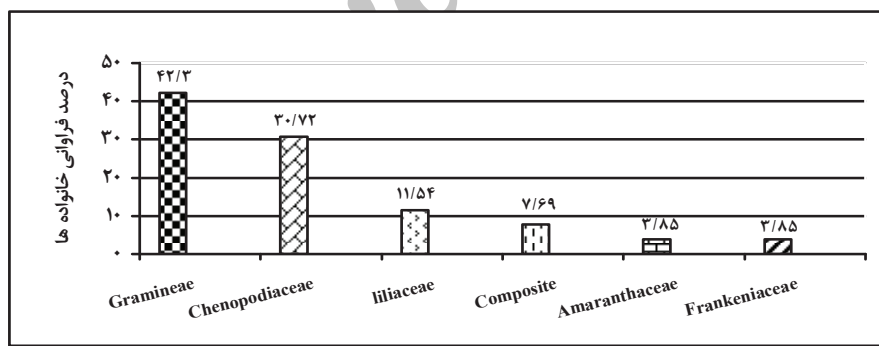 درصد فراوانی خانواده ها
۵۰
۴۰
۳۰
۲۰
۱۰
۰
۴۲/۳
۳۰/۷۲
۱۱/۵۴
۷/۶۹
۳/۸۵
۳/۸۵
Gramineae
Chenopodiaceae
liliaceae
Composite
Amaranthaceae
Frankeniaceae